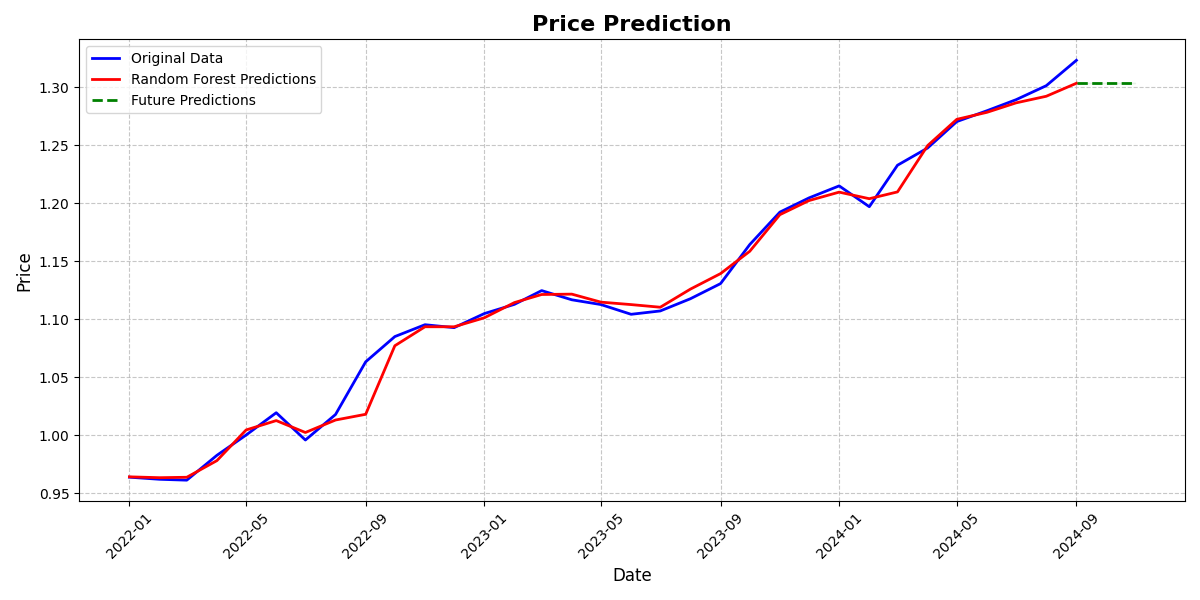 Price Prediction
Original Data
Random Forest Predictions
Future Predictions
Price
1.30
1.25
1.20
1.15
1.10
1.05
1.00
0.95
2022-01
2022-05
2022-09
2023-01
2023-05
2023-09
2024-01
2024-05
2024-09
Date